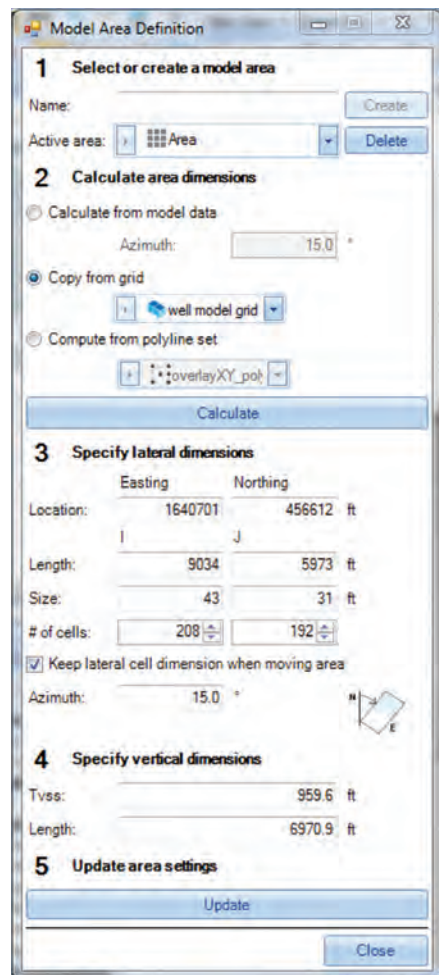 Model Area Definition
1 Select or create a model area
Name: Create
Active area: Area Delete
2 Calculate area dimensions
Calculate from model data
Azimuth: 15.0 °
Copy from grid
well model grid
Compute from polyline set
overlayXY_pol
Calculate
3 Specify lateral dimensions
Easting Northing
Location: 1640701 456612 ft
I J
Length: 9034 5973 ft
Size: 43 31 ft
# of cells: 208 192
Keep lateral cell dimension when moving area
Azimuth: 15.0 °
N
E
4 Specify vertical dimensions
Tvss: 959.6 ft
Length: 6970.9 ft
5 Update area settings
Update
Close